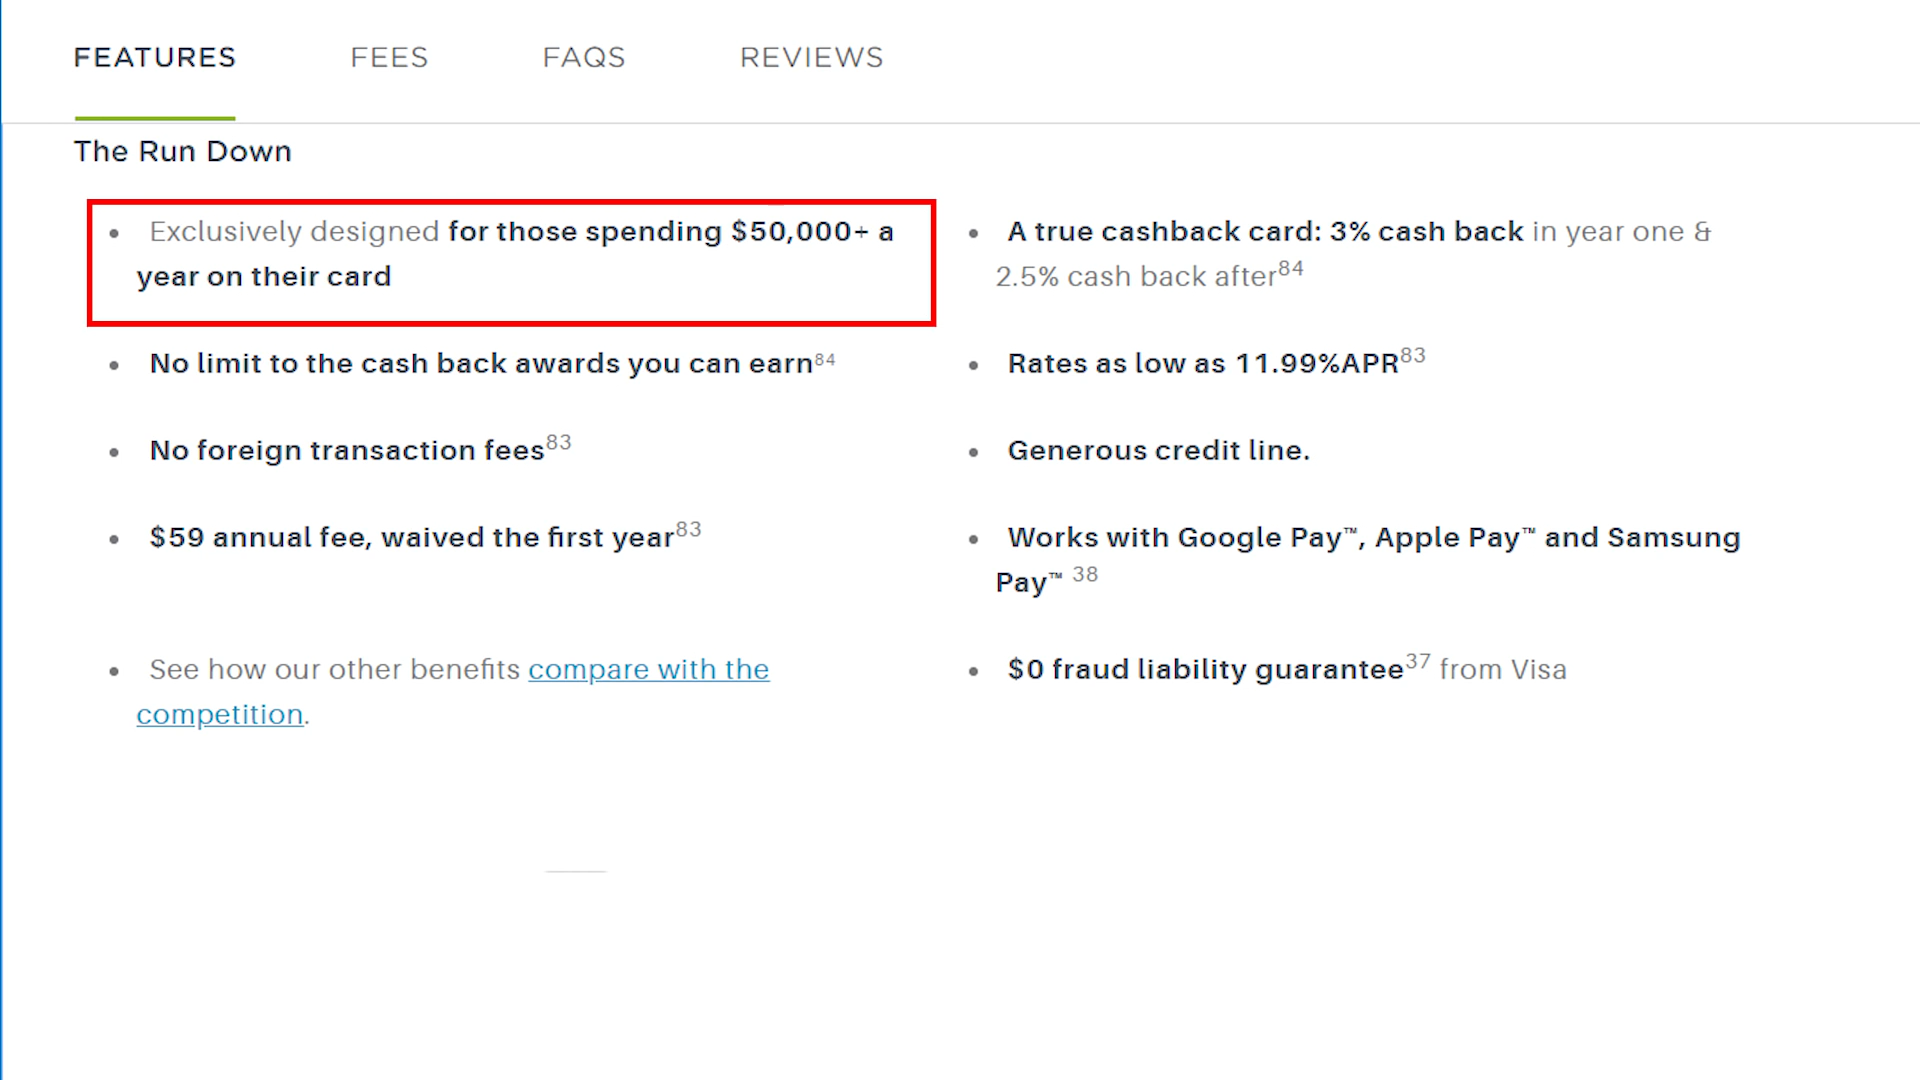 FEATURES FEES FAQS REVIEWS
The Run Down
• Exclusively designed for those spending $50,000+ a
year on their card
• A true cashback card: 3% cash back in year one &
2.5% cash back after84
• No limit to the cash back awards you can earn84
• Rates as low as 11.99%APR83
• No foreign transaction fees83
• Generous credit line.
• $59 annual fee, waived the first year83
• Works with Google Pay™, Apple Pay™ and Samsung
Pay™ 38
• See how our other benefits compare with the
competition.
• $0 fraud liability guarantee37 from Visa